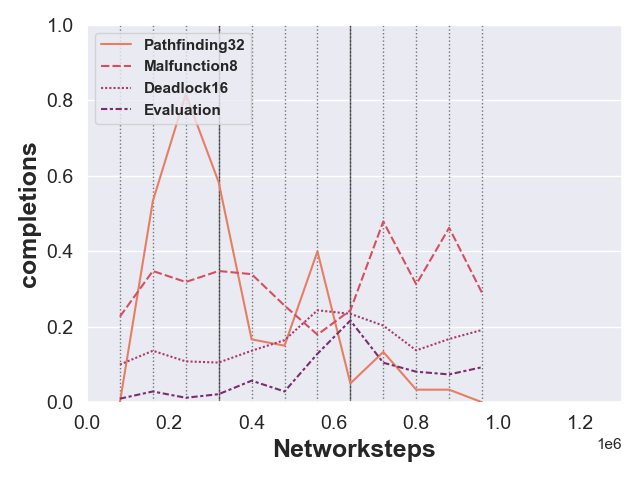 1.0
0.8
0.6
0.4
0.2
0.0
completions
Pathfinding32
Malfunction8
Deadlock16
Evaluation
0.0 0.2 0.4 0.6 0.8 1.0 1.2
1e6
Networksteps